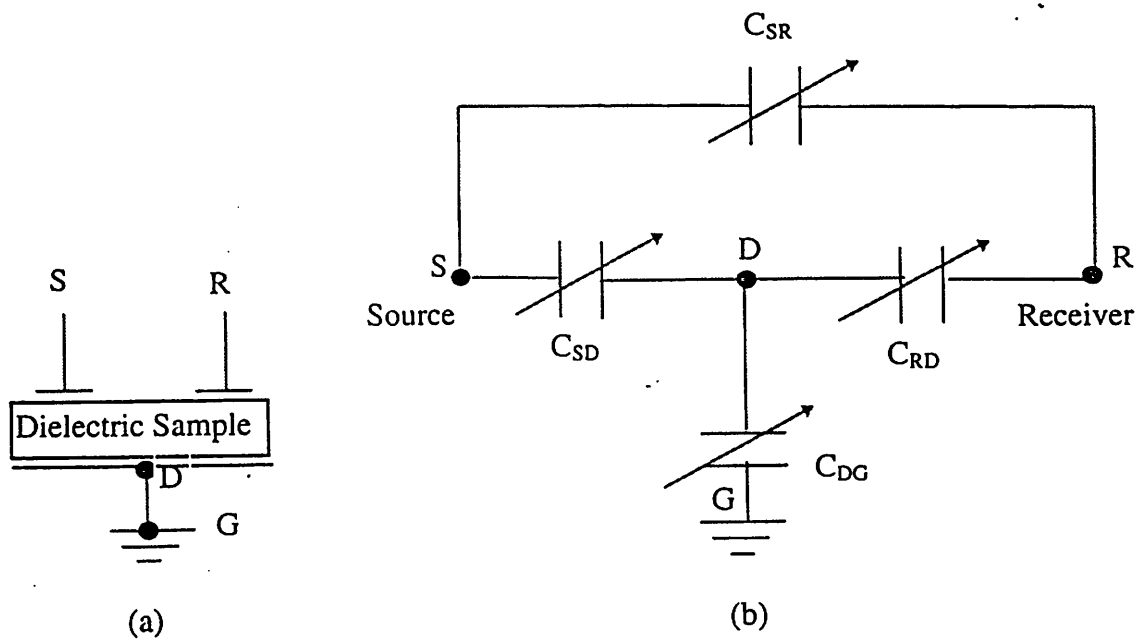 S
R
Dielectric Sample
D
G
(a)
C_SR
S
D
R
Source
Receiver
C_SD
C_RD
C_DG
G
(b)